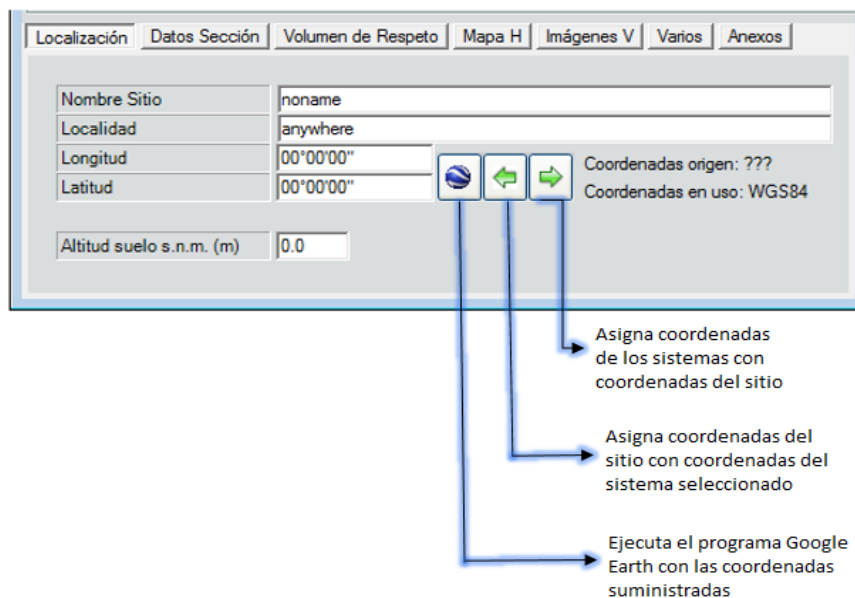 Localización Datos Sección Volumen de Respeto Mapa H Imágenes V Varios Anexos
Nombre Sitio noname
Localidad anywhere
Longitud 00°00'00"
Latitud 00°00'00"
Coordenadas origen: ???
Coordenadas en uso: WGS84
Altitud suelo s.n.m. (m) 0.0
Asigna coordenadas
de los sistemas con
coordenadas del sitio
Asigna coordenadas del
sitio con coordenadas del
sistema seleccionado
Ejecuta el programa Google
Earth con las coordenadas
suministradas